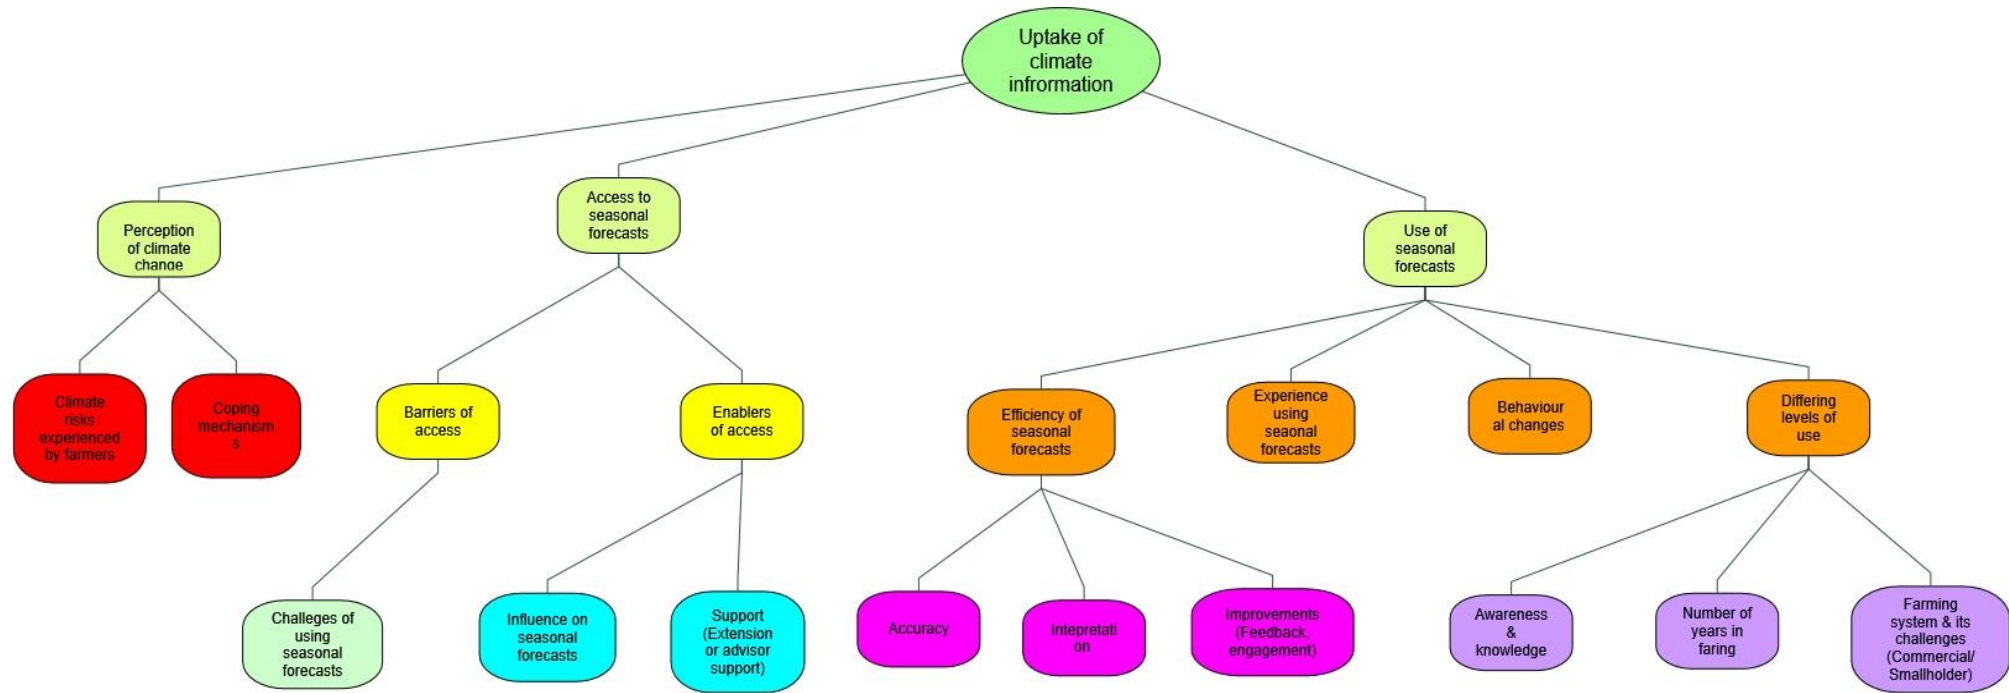 Uptake of
climate
infrormation
Perception
of climate
change
Access to
seasonal
forecasts
Use of
seasonal
forecasts
Climate
risks
experienced
by farmers
Coping
mechanism
s
Barriers of
access
Enablers
of access
Efficiency of
seasonal
forecasts
Experience
using
seaonal
forecasts
Behaviour
al changes
Differing
levels of
use
Challeges of
using
seasonal
forecasts
Influence on
seasonal
forecasts
Support
(Extension
or advisor
support)
Accuracy
Intepretati
on
Improvements
(Feedback,
engagement)
Awareness
&
knowledge
Number of
years in
faring
Farming
system & its
challenges
(Commercial/
Smallholder)